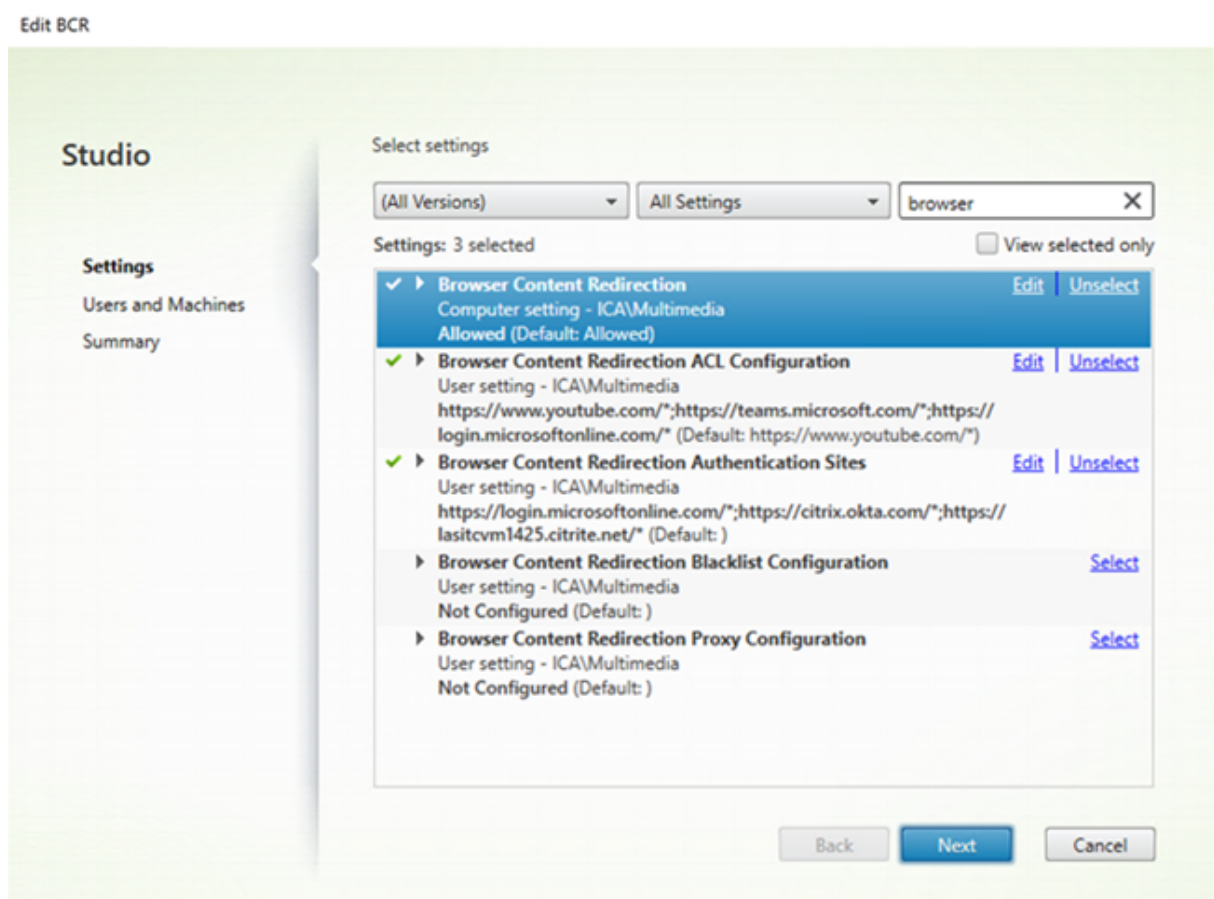 Edit BCR
Studio
Settings
Users and Machines
Summary
Select settings
(All Versions) All Settings browser
Settings: 3 selected View selected only
Browser Content Redirection Edit Unselect
Computer setting - ICA\Multimedia
Allowed (Default: Allowed)
Browser Content Redirection ACL Configuration Edit Unselect
User setting - ICA\Multimedia
https://www.youtube.com/*;https://teams.microsoft.com/*;https://
login.microsoftonline.com/* (Default: https://www.youtube.com/*)
Browser Content Redirection Authentication Sites Edit Unselect
User setting - ICA\Multimedia
https://login.microsoftonline.com/*;https://citrix.okta.com/*;https://
lasitcvm1425.citrite.net/* (Default: )
Browser Content Redirection Blacklist Configuration Select
User setting - ICA\Multimedia
Not Configured (Default: )
Browser Content Redirection Proxy Configuration Select
User setting - ICA\Multimedia
Not Configured (Default: )
Back Next Cancel